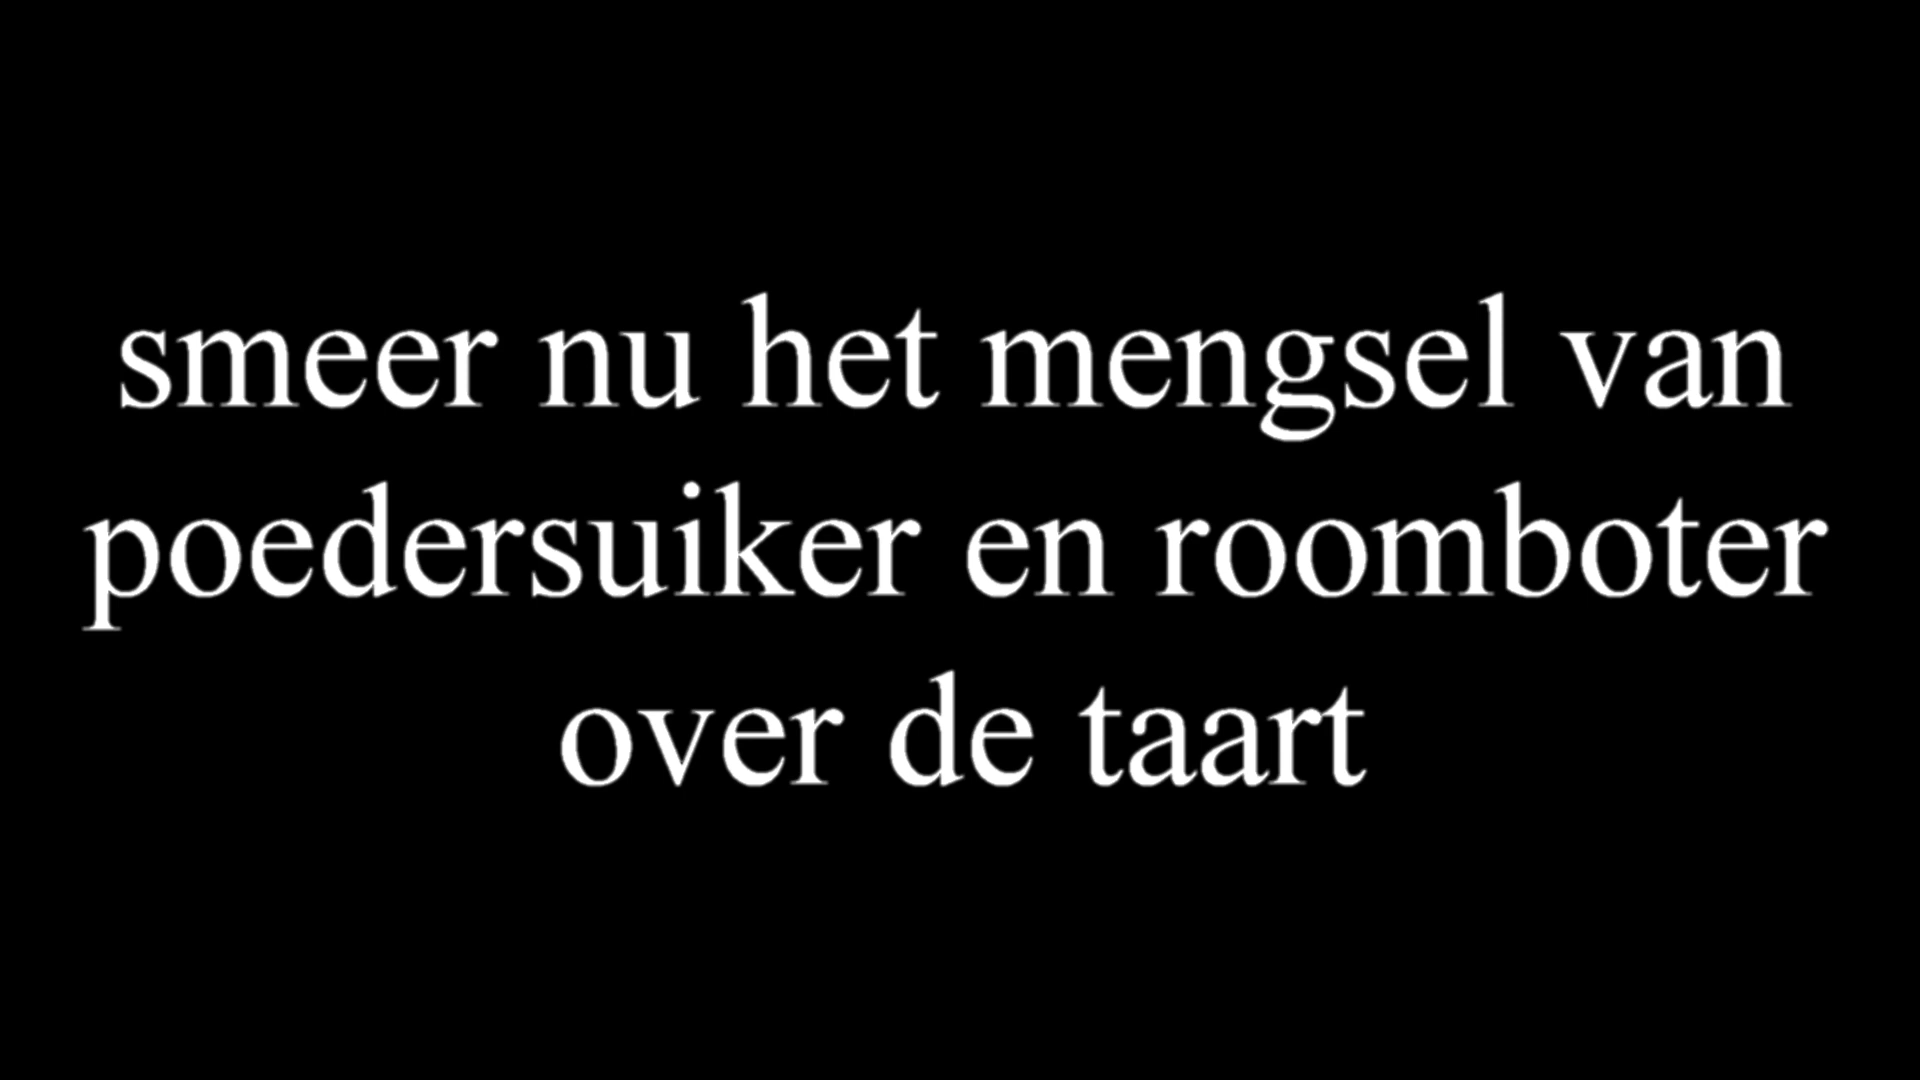 smeer nu het mengsel van
poedersuiker en roomboter
over de taart